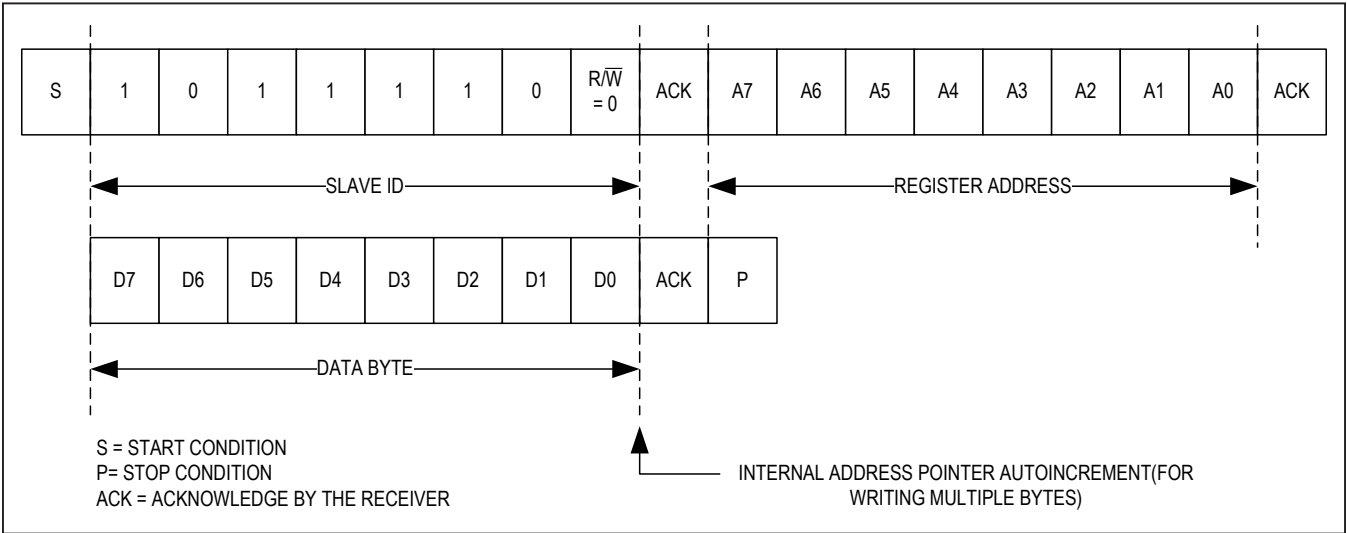 S 1 0 1 1 1 1 0 R/W̅ = 0 ACK A7 A6 A5 A4 A3 A2 A1 A0 ACK
SLAVE ID REGISTER ADDRESS
D7 D6 D5 D4 D3 D2 D1 D0 ACK P
DATA BYTE
S = START CONDITION
P= STOP CONDITION
ACK = ACKNOWLEDGE BY THE RECEIVER
INTERNAL ADDRESS POINTER AUTOINCREMENT(FOR
WRITING MULTIPLE BYTES)